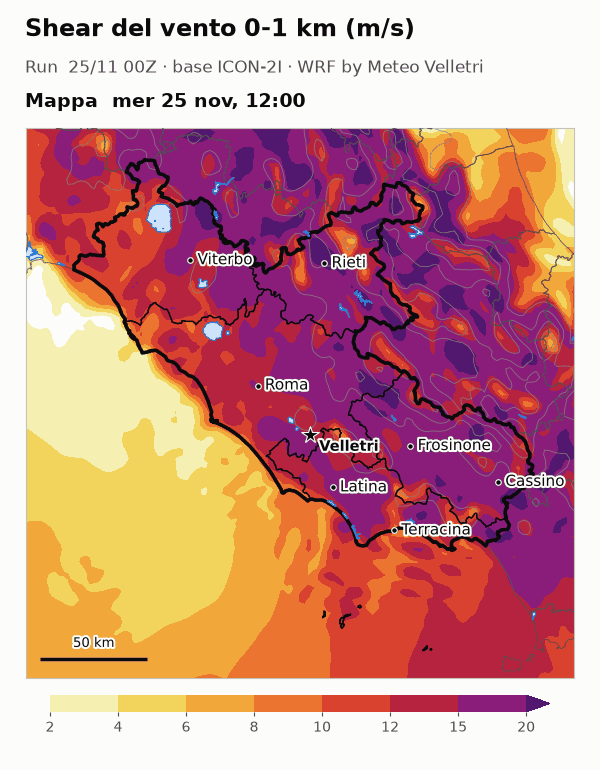 Shear del vento 0-1 km (m/s)
Run  25/11 00Z · base ICON-2I · WRF by Meteo Velletri
Mappa  mer 25 nov, 12:00
Viterbo
Rieti
Roma
Velletri
Frosinone
Cassino
Latina
Terracina
50 km
2 4 6 8 10 12 15 20